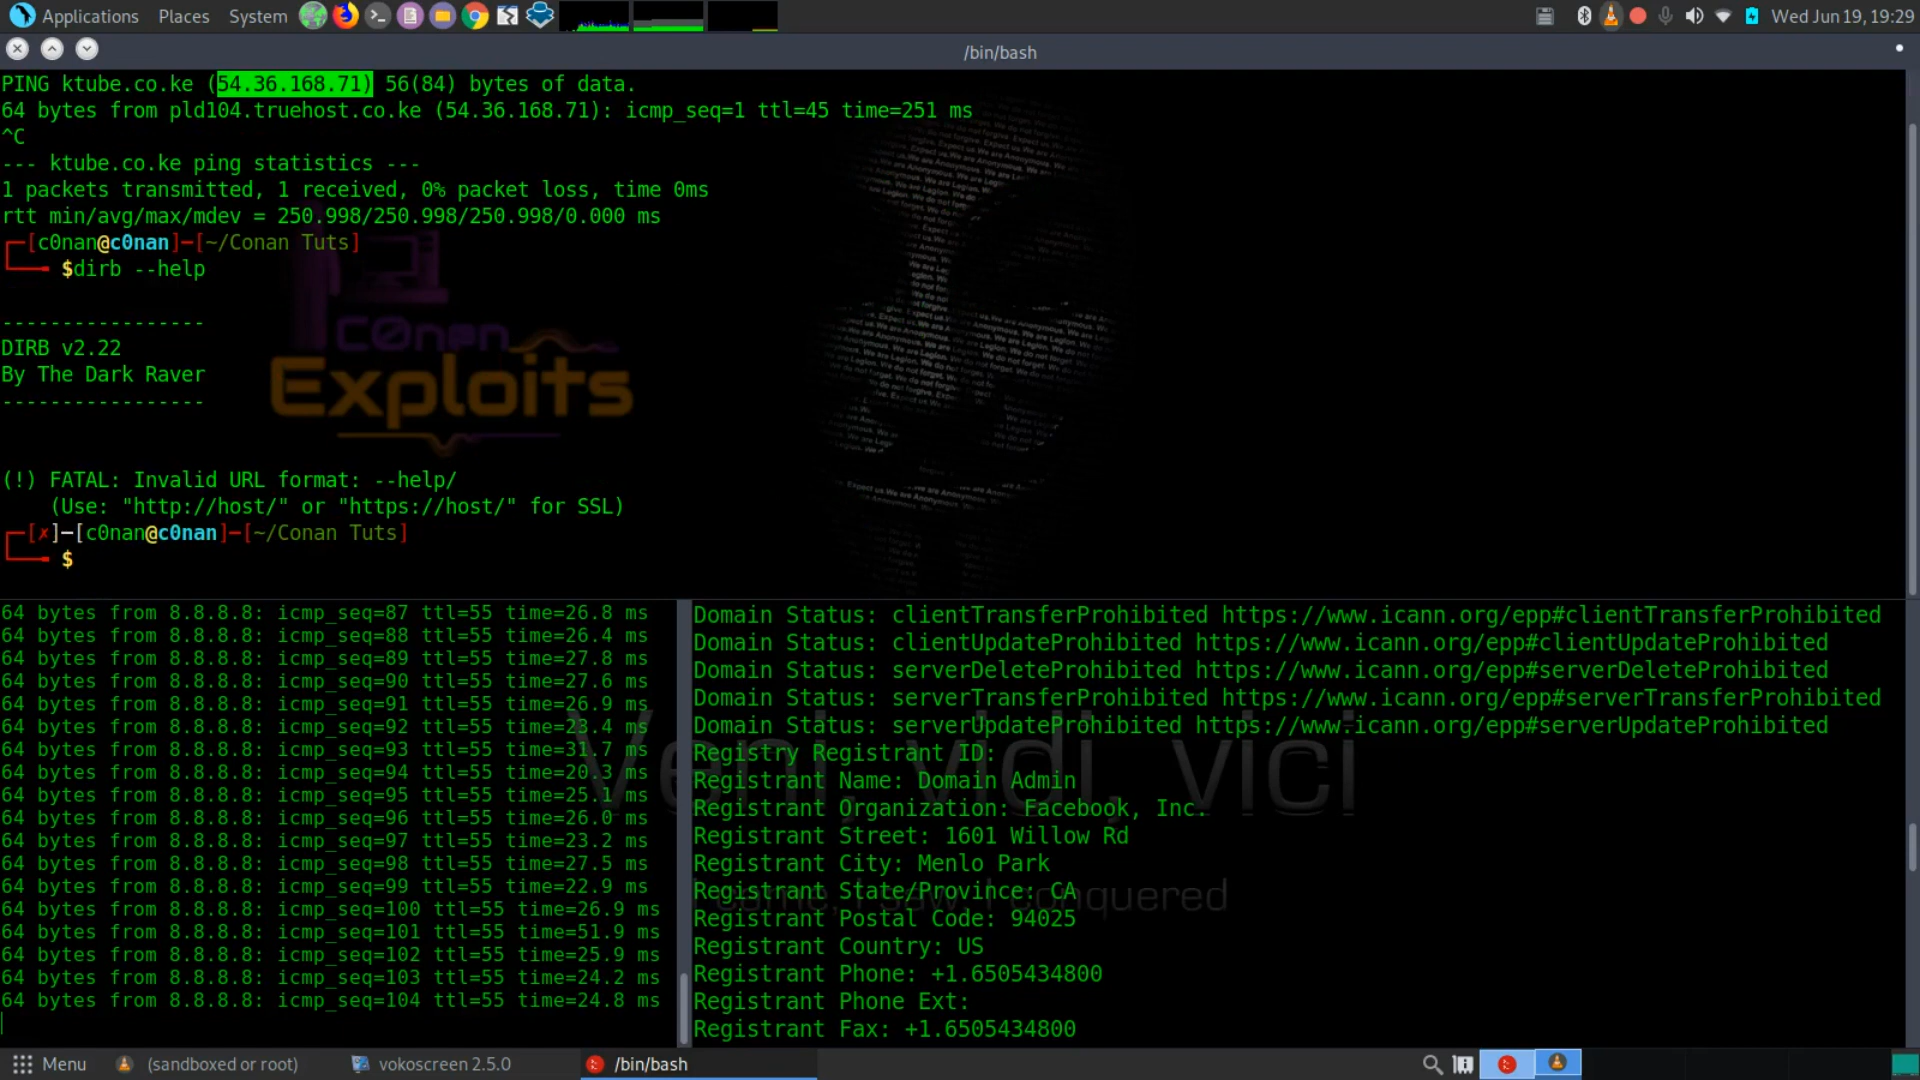 Applications Places System Wed Jun 19, 19:29
/bin/bash
PING ktube.co.ke (54.36.168.71) 56(84) bytes of data.
64 bytes from pld104.truehost.co.ke (54.36.168.71): icmp_seq=1 ttl=45 time=251 ms
^C
--- ktube.co.ke ping statistics ---
1 packets transmitted, 1 received, 0% packet loss, time 0ms
rtt min/avg/max/mdev = 250.998/250.998/250.998/0.000 ms
[c0nan@c0nan]-[~/Conan Tuts]
$dirb --help
-----------------
DIRB v2.22
By The Dark Raver
-----------------
C0nan
Exploits
(!) FATAL: Invalid URL format: --help/
(Use: "http://host/" or "https://host/" for SSL)
[✗]-[c0nan@c0nan]-[~/Conan Tuts]
$
64 bytes from 8.8.8.8: icmp_seq=87 ttl=55 time=26.8 ms
64 bytes from 8.8.8.8: icmp_seq=88 ttl=55 time=26.4 ms
64 bytes from 8.8.8.8: icmp_seq=89 ttl=55 time=27.8 ms
64 bytes from 8.8.8.8: icmp_seq=90 ttl=55 time=27.6 ms
64 bytes from 8.8.8.8: icmp_seq=91 ttl=55 time=26.9 ms
64 bytes from 8.8.8.8: icmp_seq=92 ttl=55 time=23.4 ms
64 bytes from 8.8.8.8: icmp_seq=93 ttl=55 time=31.7 ms
64 bytes from 8.8.8.8: icmp_seq=94 ttl=55 time=20.3 ms
64 bytes from 8.8.8.8: icmp_seq=95 ttl=55 time=25.1 ms
64 bytes from 8.8.8.8: icmp_seq=96 ttl=55 time=26.0 ms
64 bytes from 8.8.8.8: icmp_seq=97 ttl=55 time=23.2 ms
64 bytes from 8.8.8.8: icmp_seq=98 ttl=55 time=27.5 ms
64 bytes from 8.8.8.8: icmp_seq=99 ttl=55 time=22.9 ms
64 bytes from 8.8.8.8: icmp_seq=100 ttl=55 time=26.9 ms
64 bytes from 8.8.8.8: icmp_seq=101 ttl=55 time=51.9 ms
64 bytes from 8.8.8.8: icmp_seq=102 ttl=55 time=25.9 ms
64 bytes from 8.8.8.8: icmp_seq=103 ttl=55 time=24.2 ms
64 bytes from 8.8.8.8: icmp_seq=104 ttl=55 time=24.8 ms
Domain Status: clientTransferProhibited https://www.icann.org/epp#clientTransferProhibited
Domain Status: clientUpdateProhibited https://www.icann.org/epp#clientUpdateProhibited
Domain Status: serverDeleteProhibited https://www.icann.org/epp#serverDeleteProhibited
Domain Status: serverTransferProhibited https://www.icann.org/epp#serverTransferProhibited
Domain Status: serverUpdateProhibited https://www.icann.org/epp#serverUpdateProhibited
Registry Registrant ID:
Registrant Name: Domain Admin
Registrant Organization: Facebook, Inc.
Registrant Street: 1601 Willow Rd
Registrant City: Menlo Park
Registrant State/Province: CA
Registrant Postal Code: 94025
Registrant Country: US
Registrant Phone: +1.6505434800
Registrant Phone Ext:
Registrant Fax: +1.6505434800
Veni, vidi, vici
I came, I saw, I conquered
Menu (sandboxed or root) vokoscreen 2.5.0 /bin/bash